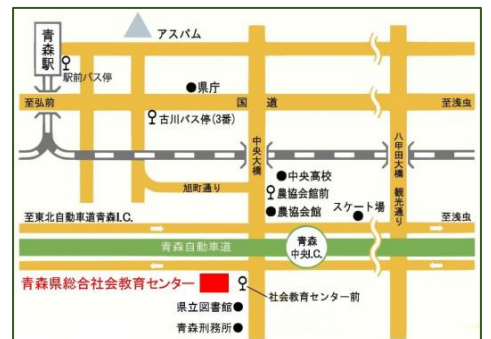 アスパム
青森駅
駅前バス停
県庁
至弘前
国道
至浅虫
古川バス停(3番)
中央大橋
八甲田大橋
観光通り
中央高校
旭町通り
農協会館前
農協会館
スケート場
至東北自動車道青森I.C.
至浅虫
青森自動車道
青森
中央I.C.
青森県総合社会教育センター
社会教育センター前
県立図書館
青森刑務所